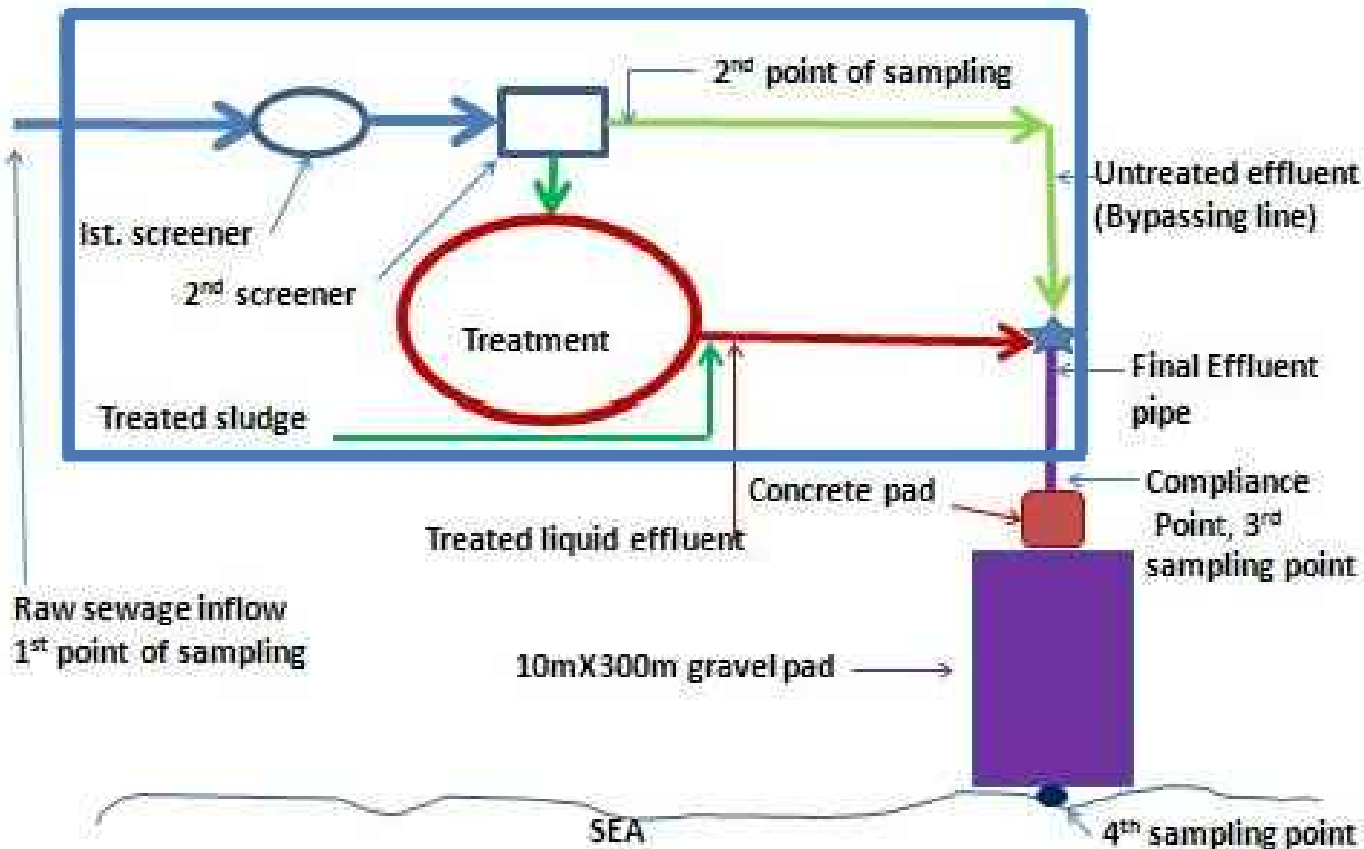 2nd point of sampling
Untreated effluent
(Bypassing line)
Ist. screener
2nd screener
Treatment
Final Effluent
pipe
Treated sludge
Concrete pad
Compliance
Point, 3rd
sampling point
Treated liquid effluent
Raw sewage inflow
1st point of sampling
10mX300m gravel pad
SEA
4th sampling point